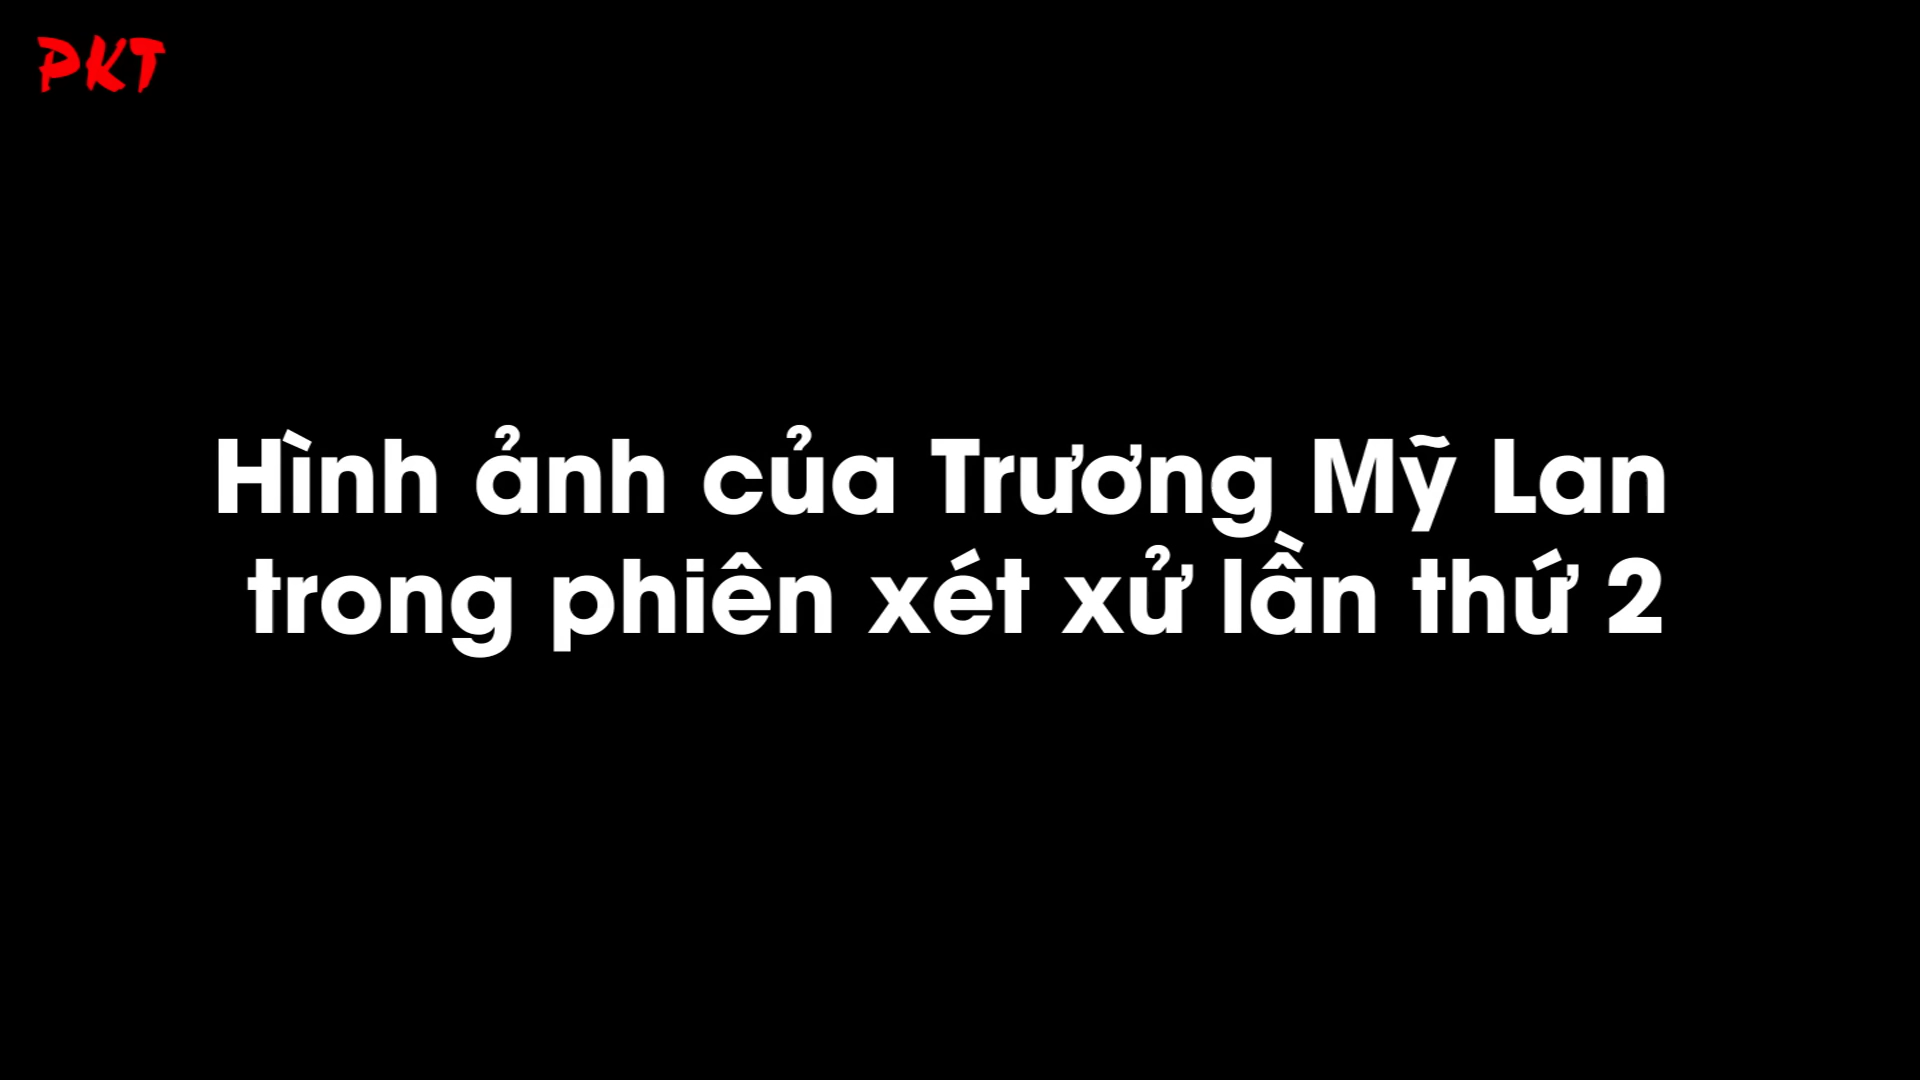 PKT
Hình ảnh của Trương Mỹ Lan
trong phiên xét xử lần thứ 2